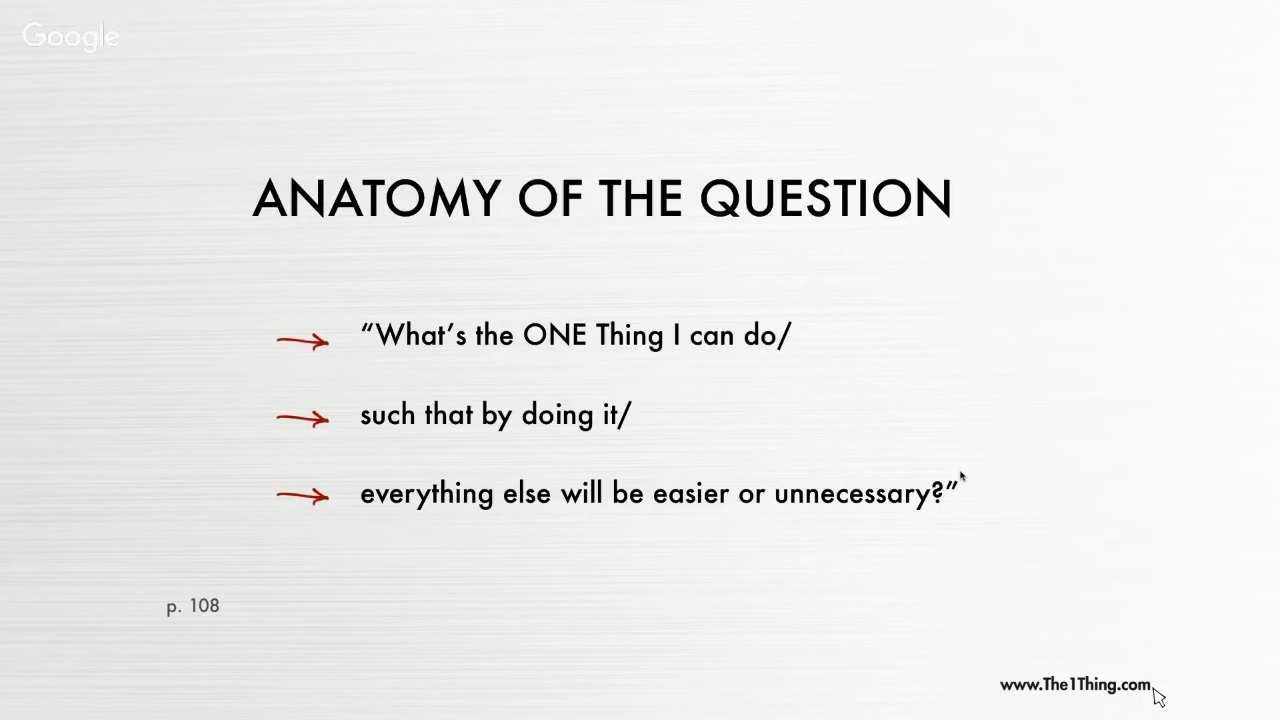 Google
ANATOMY OF THE QUESTION
“What’s the ONE Thing I can do/
such that by doing it/
everything else will be easier or unnecessary?”
p. 108
www.The1Thing.com